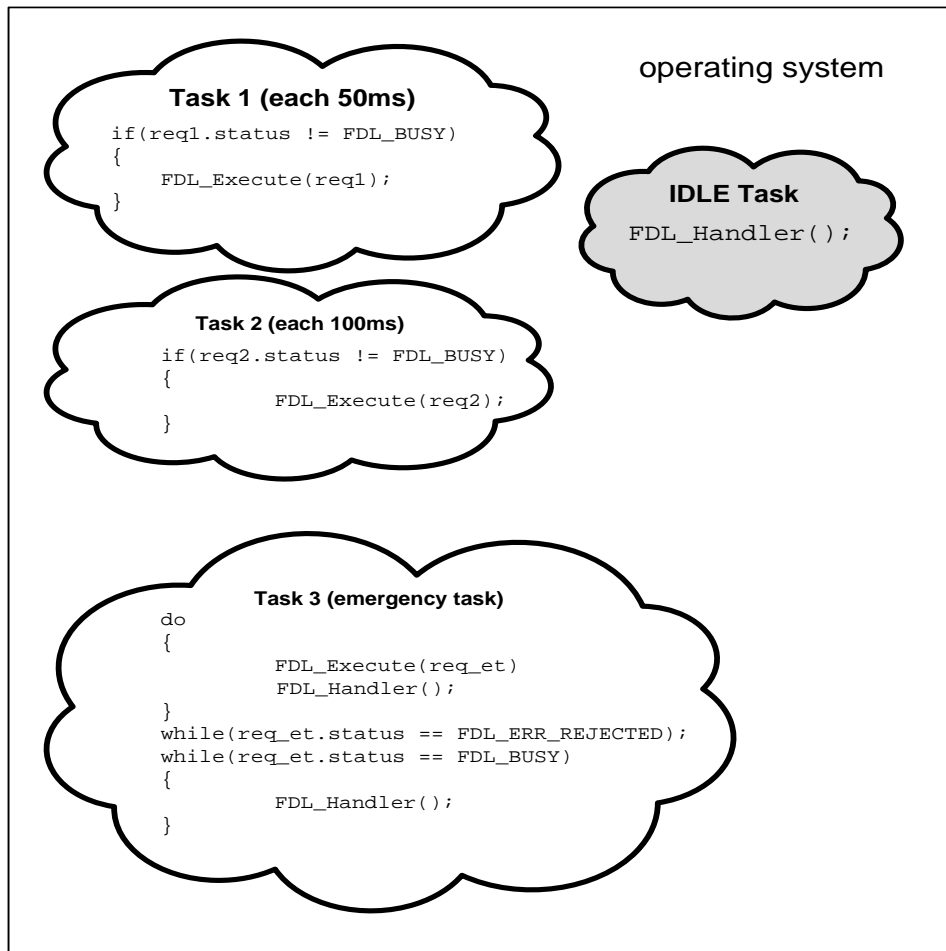 operating system
Task 1 (each 50ms)
if(req1.status != FDL_BUSY)
{
FDL_Execute(req1);
}
IDLE Task
FDL_Handler();
Task 2 (each 100ms)
if(req2.status != FDL_BUSY)
{
FDL_Execute(req2);
}
Task 3 (emergency task)
do
{
FDL_Execute(req_et)
FDL_Handler();
}
while(req_et.status == FDL_ERR_REJECTED);
while(req_et.status == FDL_BUSY)
{
FDL_Handler();
}